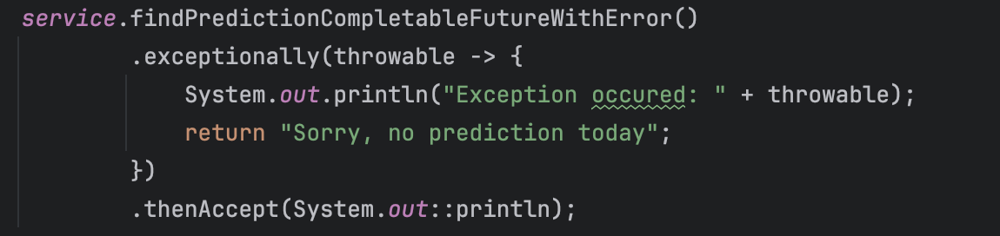 service.findPredictionCompletableFutureWithError()
.exceptionally(throwable -> {
System.out.println("Exception occured: " + throwable);
return "Sorry, no prediction today";
})
.thenAccept(System.out::println);